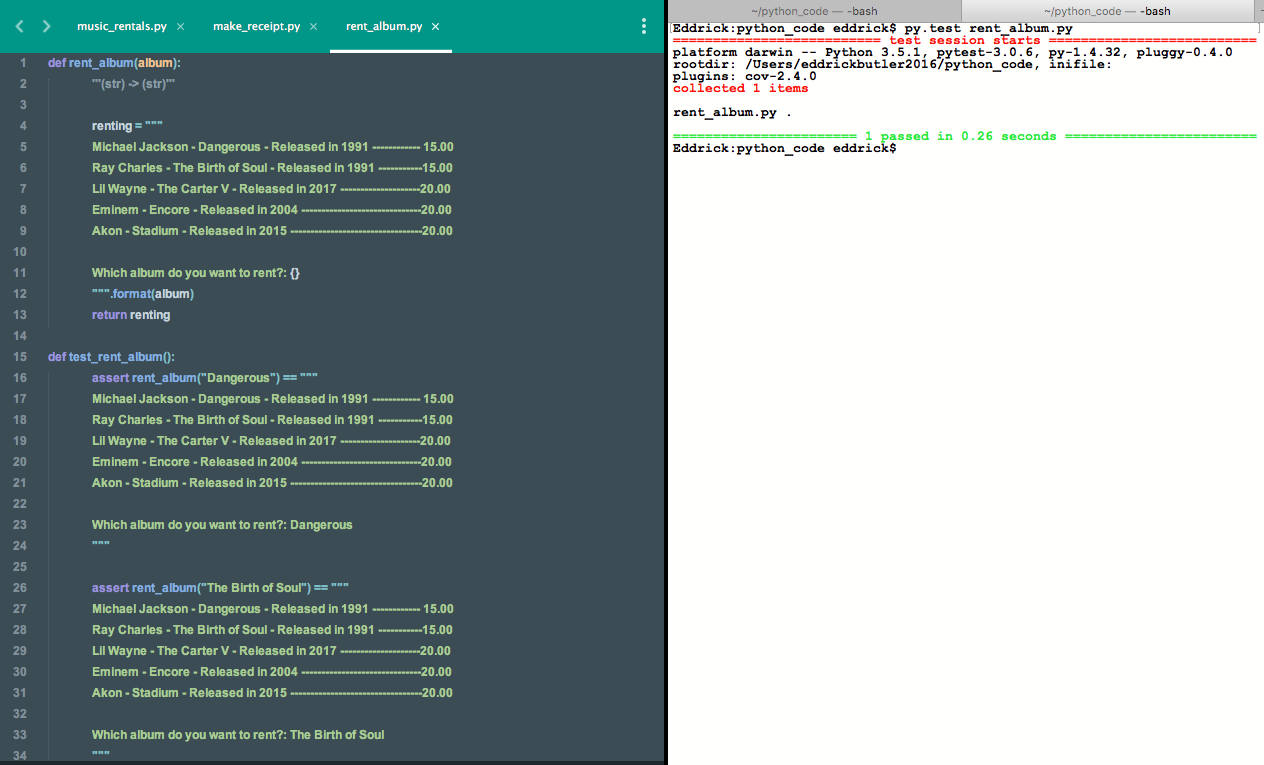 music_rentals.py ×
make_receipt.py ×
rent_album.py ×
1 def rent_album(album):
2 '''(str) -> (str)'''
3
4 renting = """
5 Michael Jackson - Dangerous - Released in 1991 ------------ 15.00
6 Ray Charles - The Birth of Soul - Released in 1991 -----------15.00
7 Lil Wayne - The Carter V - Released in 2017 --------------------20.00
8 Eminem - Encore - Released in 2004 ------------------------------20.00
9 Akon - Stadium - Released in 2015 ---------------------------------20.00
10
11 Which album do you want to rent?: {}
12 """.format(album)
13 return renting
14
15 def test_rent_album():
16 assert rent_album("Dangerous") == """
17 Michael Jackson - Dangerous - Released in 1991 ------------ 15.00
18 Ray Charles - The Birth of Soul - Released in 1991 -----------15.00
19 Lil Wayne - The Carter V - Released in 2017 --------------------20.00
20 Eminem - Encore - Released in 2004 ------------------------------20.00
21 Akon - Stadium - Released in 2015 ---------------------------------20.00
22
23 Which album do you want to rent?: Dangerous
24 """
25
26 assert rent_album("The Birth of Soul") == """
27 Michael Jackson - Dangerous - Released in 1991 ------------ 15.00
28 Ray Charles - The Birth of Soul - Released in 1991 -----------15.00
29 Lil Wayne - The Carter V - Released in 2017 --------------------20.00
30 Eminem - Encore - Released in 2004 ------------------------------20.00
31 Akon - Stadium - Released in 2015 ---------------------------------20.00
32
33 Which album do you want to rent?: The Birth of Soul
34 """
~/python_code — -bash
~/python_code — -bash
Eddrick:python_code eddrick$ py.test rent_album.py
========================== test session starts ==========================
platform darwin -- Python 3.5.1, pytest-3.0.6, py-1.4.32, pluggy-0.4.0
rootdir: /Users/eddrickbutler2016/python_code, inifile:
plugins: cov-2.4.0
collected 1 items
rent_album.py .
======================= 1 passed in 0.26 seconds ========================
Eddrick:python_code eddrick$